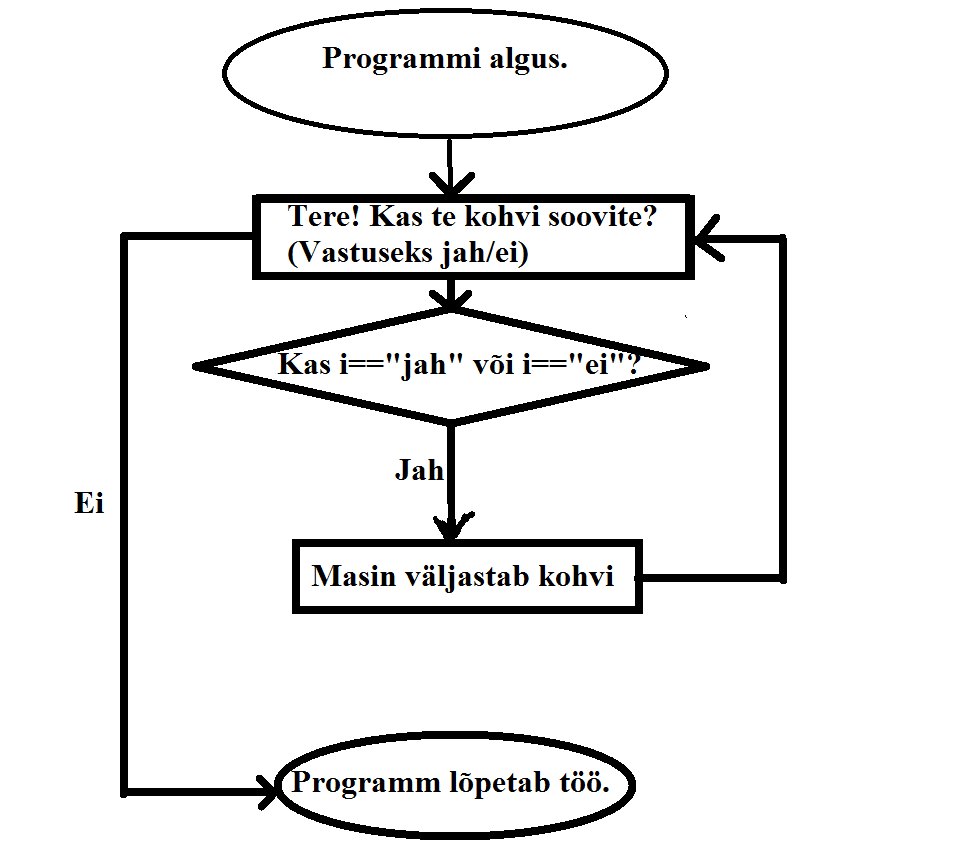 Programmi algus.
Tere! Kas te kohvi soovite?
(Vastuseks jah/ei)
Kas i=="jah" või i=="ei"?
Jah
Ei
Masin väljastab kohvi
Programm lõpetab töö.